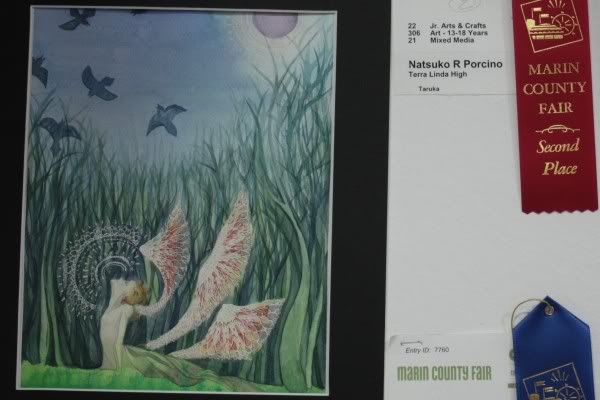 22 Jr. Arts & Crafts
306 Art - 13-18 Years
21 Mixed Media
Natsuko R Porcino
Terra Linda High
Taruka
MARIN
COUNTY
FAIR
Second
Place
Entry ID: 7760
MARIN COUNTY FAIR